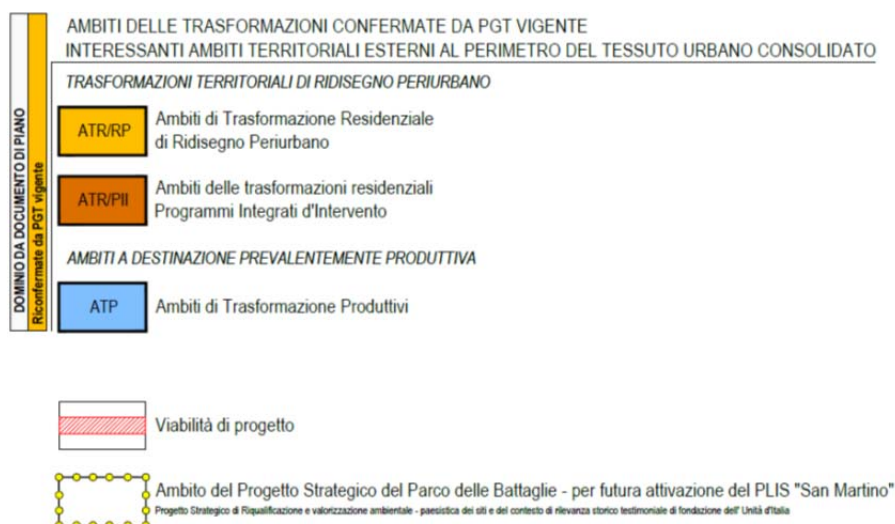 AMBITI DELLE TRASFORMAZIONI CONFERMATE DA PGT VIGENTE
INTERESSANTI AMBITI TERRITORIALI ESTERNI AL PERIMETRO DEL TESSUTO URBANO CONSOLIDATO
DOMINIO DA DOCUMENTO DI PIANO
Riconfermate da PGT vigente
TRASFORMAZIONI TERRITORIALI DI RIDISEGNO PERIURBANO
ATR/RP
Ambiti di Trasformazione Residenziale
di Ridisegno Periurbano
ATR/PII
Ambiti delle trasformazioni residenziali
Programmi Integrati d'Intervento
AMBITI A DESTINAZIONE PREVALENTEMENTE PRODUTTIVA
ATP
Ambiti di Trasformazione Produttivi
Viabilità di progetto
Ambito del Progetto Strategico del Parco delle Battaglie - per futura attivazione del PLIS "San Martino"
Progetto Strategico di Riqualificazione e valorizzazione ambientale - paesistica dei siti e del contesto di rilevanza storico testimoniale di fondazione dell' Unità d'Italia